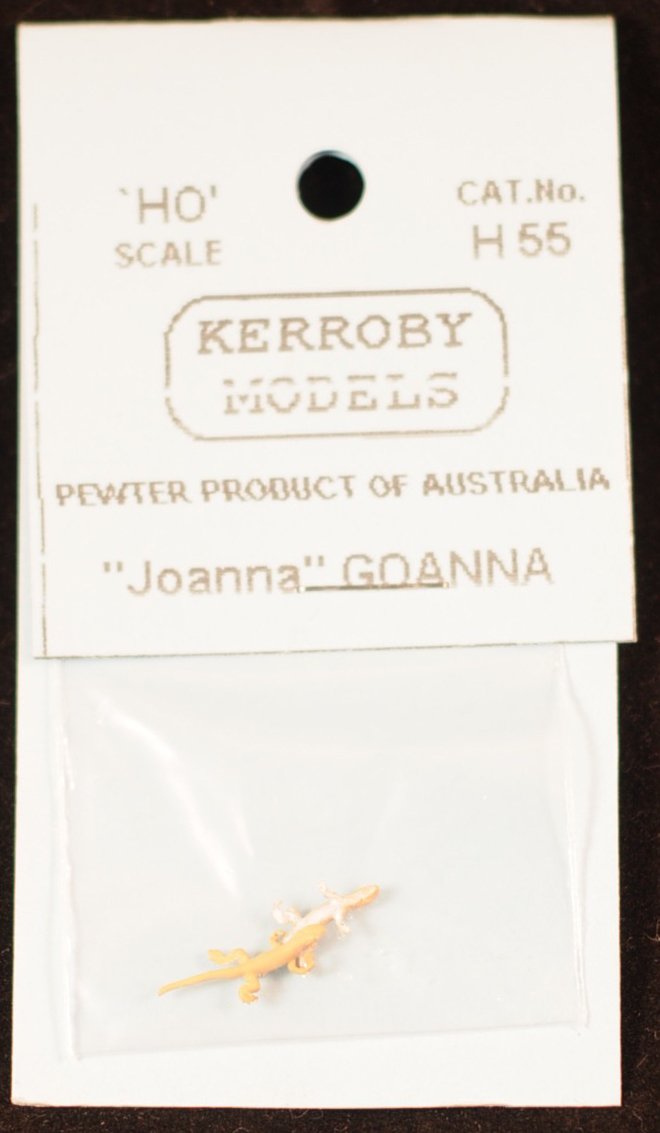 `HO'
SCALE
CAT.No.
H 55
KERROBY
MODELS
PEWTER PRODUCT OF AUSTRALIA
"Joanna" GOANNA